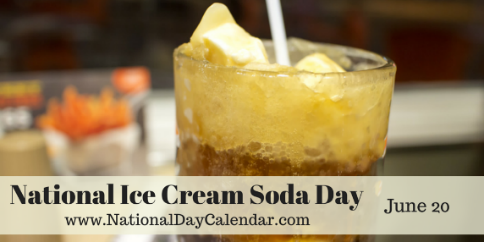 National Ice Cream Soda Day
June 20
www.NationalDayCalendar.com